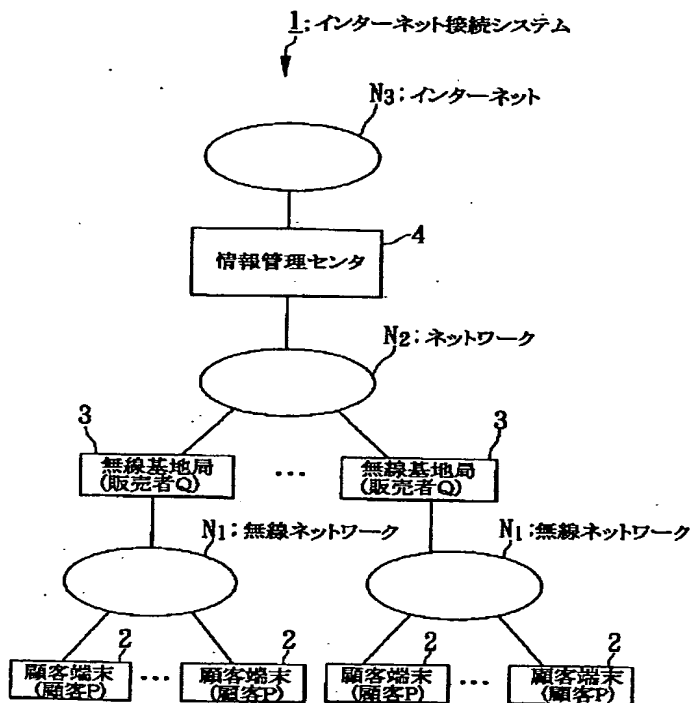 1;インターネット接続システム
N3;インターネット
4
情報管理センタ
N2;ネットワーク
3
3
無線基地局
(販売者Q)
...
無線基地局
(販売者Q)
N1;無線ネットワーク
N1;無線ネットワーク
2
2
2
2
顧客端末
(顧客P)
...
顧客端末
(顧客P)
顧客端末
(顧客P)
...
顧客端末
(顧客P)